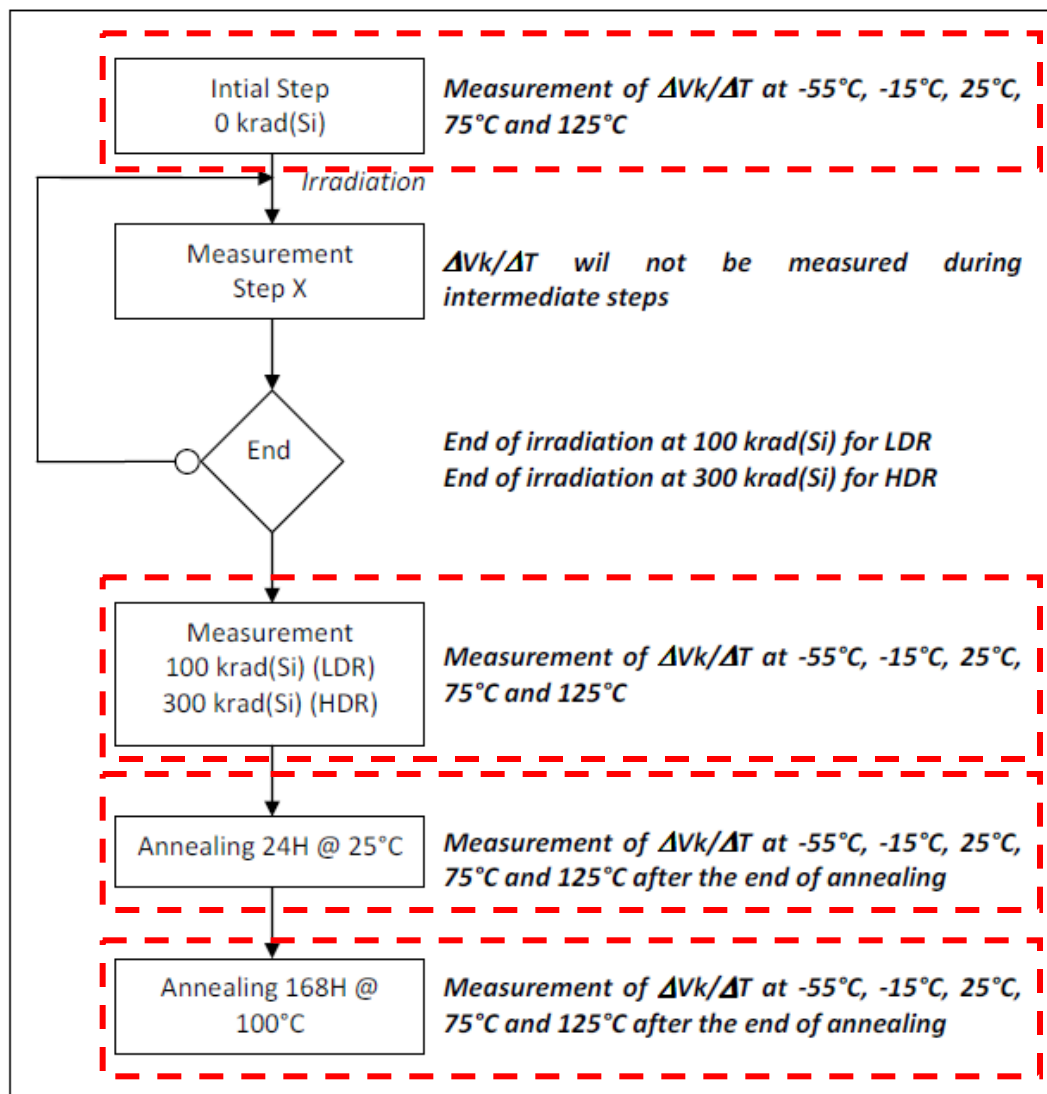 Intial Step
0 krad(Si)
Measurement of ΔVk/ΔT at -55°C, -15°C, 25°C,
75°C and 125°C
Irradiation
Measurement
Step X
ΔVk/ΔT wil not be measured during
intermediate steps
End
End of irradiation at 100 krad(Si) for LDR
End of irradiation at 300 krad(Si) for HDR
Measurement
100 krad(Si) (LDR)
300 krad(Si) (HDR)
Measurement of ΔVk/ΔT at -55°C, -15°C, 25°C,
75°C and 125°C
Annealing 24H @ 25°C
Measurement of ΔVk/ΔT at -55°C, -15°C, 25°C,
75°C and 125°C after the end of annealing
Annealing 168H @
100°C
Measurement of ΔVk/ΔT at -55°C, -15°C, 25°C,
75°C and 125°C after the end of annealing